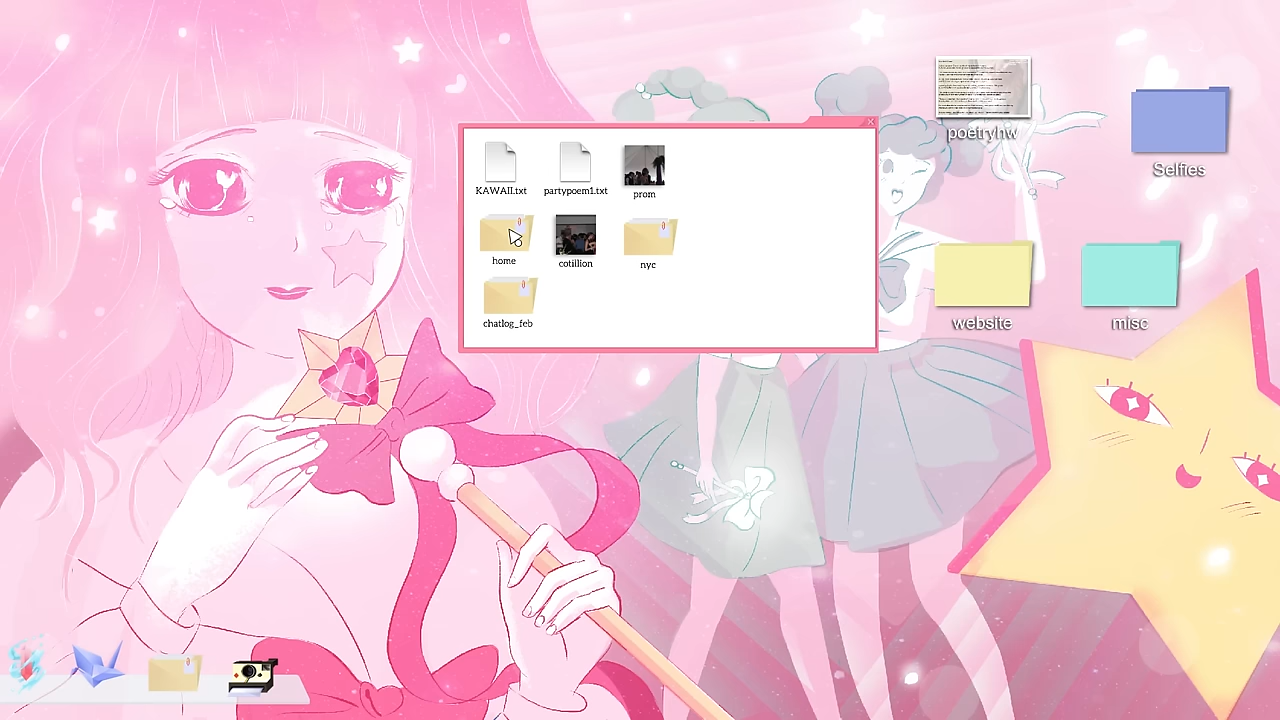 poetryhw
Selfies
KAWAII.txt
partypoem1.txt
prom
home
cotillion
nyc
chatlog_feb
website
misc